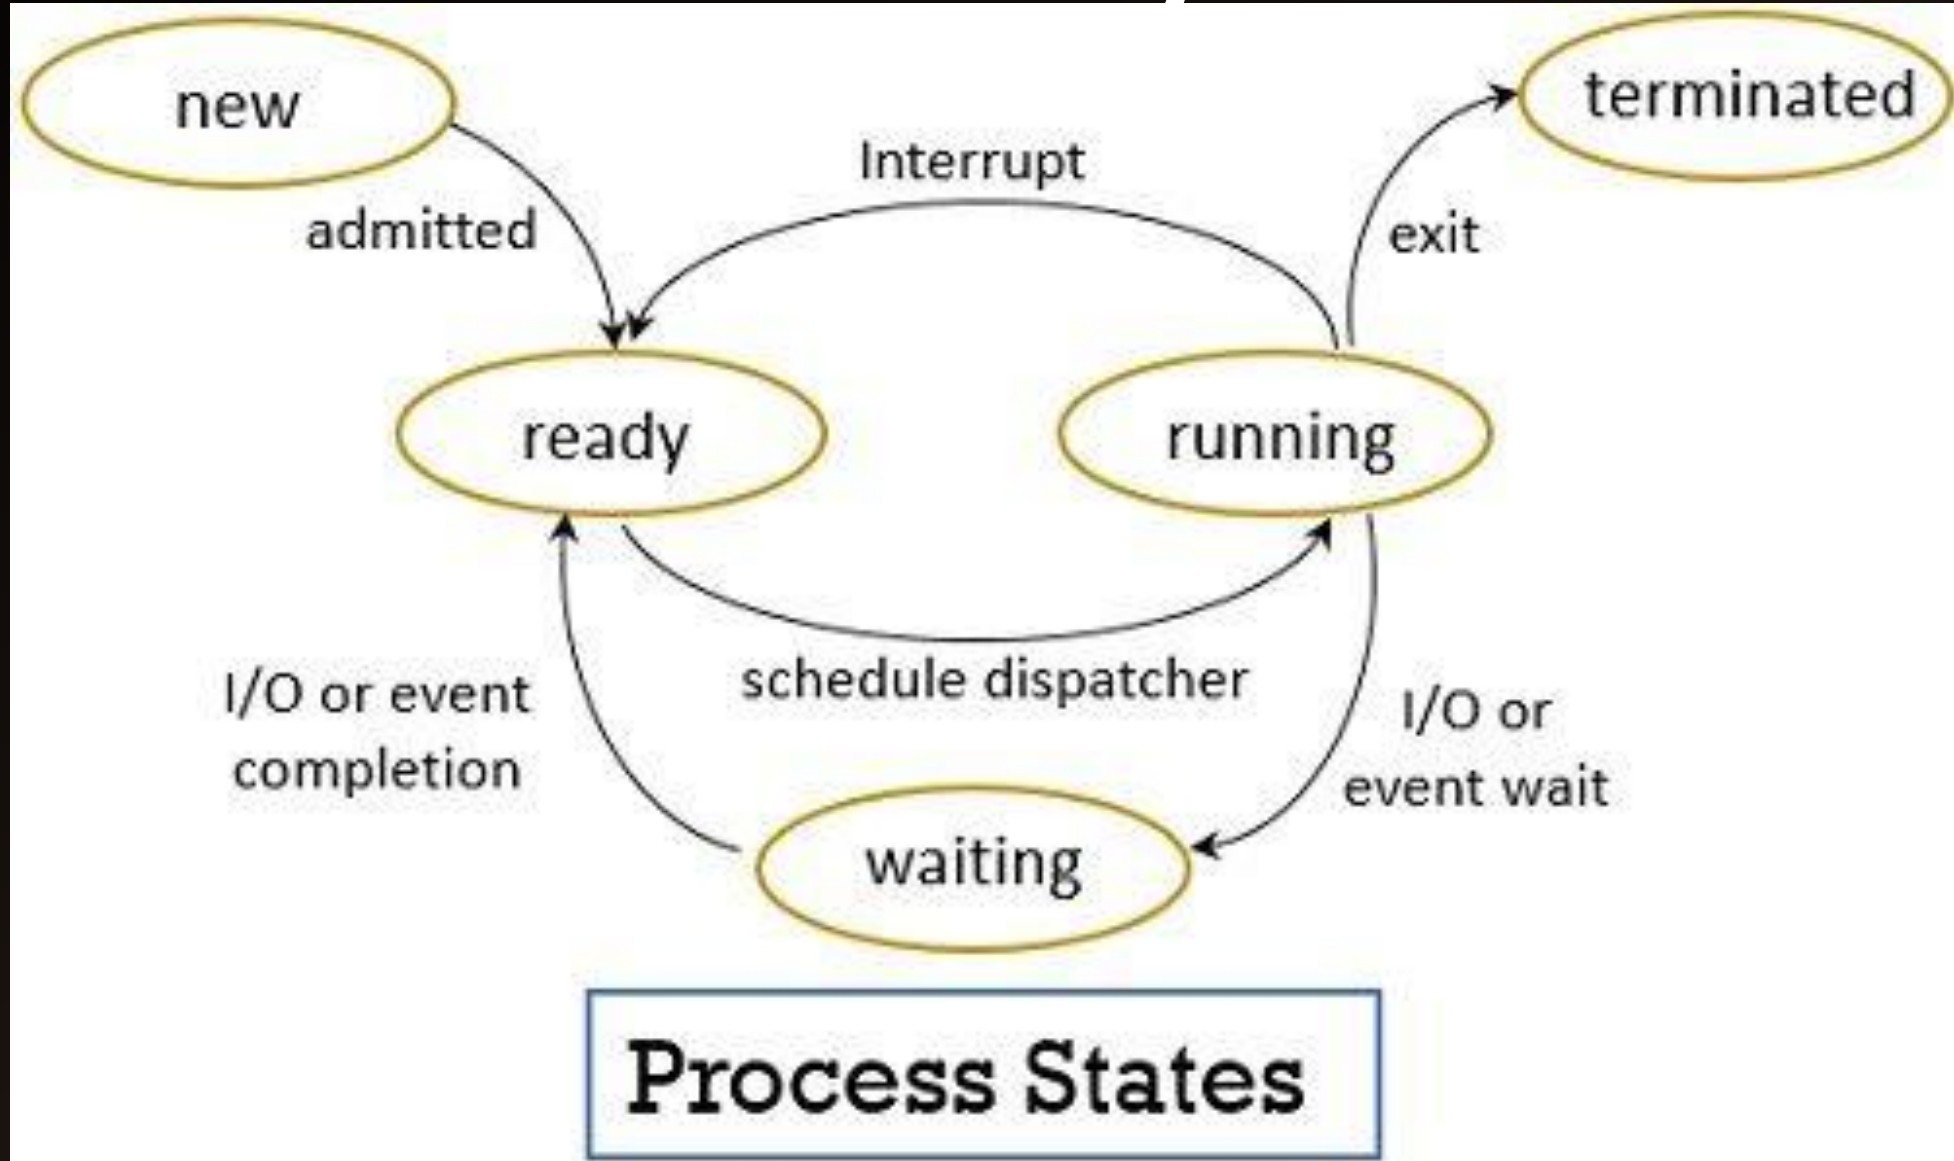 new
terminated
Interrupt
admitted
exit
ready
running
schedule dispatcher
I/O or event
completion
I/O or
event wait
waiting
Process States